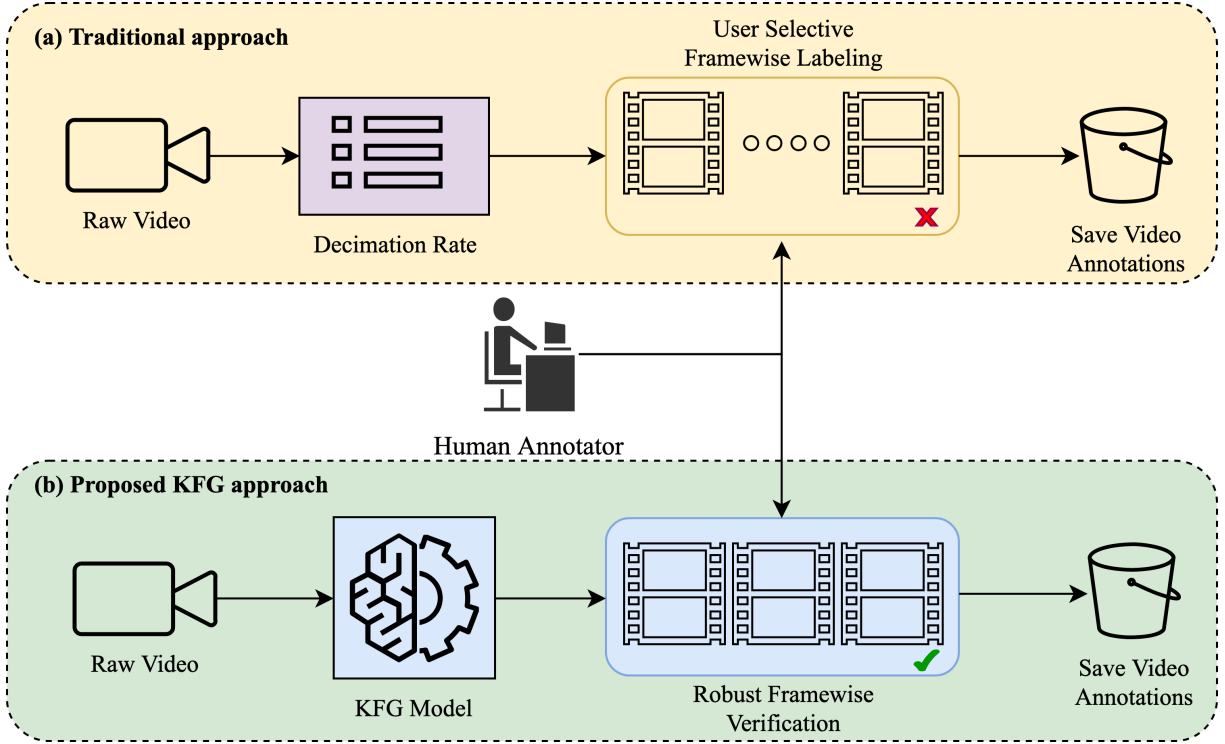 (a) Traditional approach
User Selective
Framewise Labeling
Raw Video
Decimation Rate
Save Video
Annotations
Human Annotator
(b) Proposed KFG approach
Raw Video
KFG Model
Robust Framewise
Verification
Save Video
Annotations